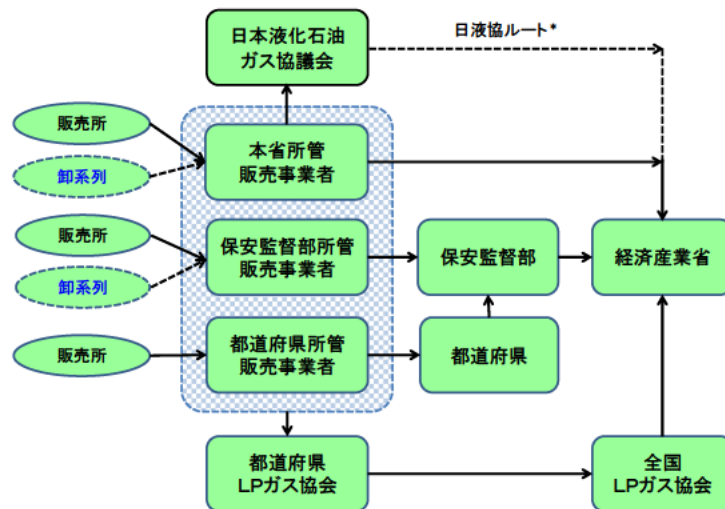 日本液化石油
ガス協議会
日液協ルート*
販売所
卸系列
本省所管
販売事業者
販売所
卸系列
保安監督部所管
販売事業者
保安監督部
経済産業省
販売所
都道府県所管
販売事業者
都道府県
都道府県
LPガス協会
全国
LPガス協会